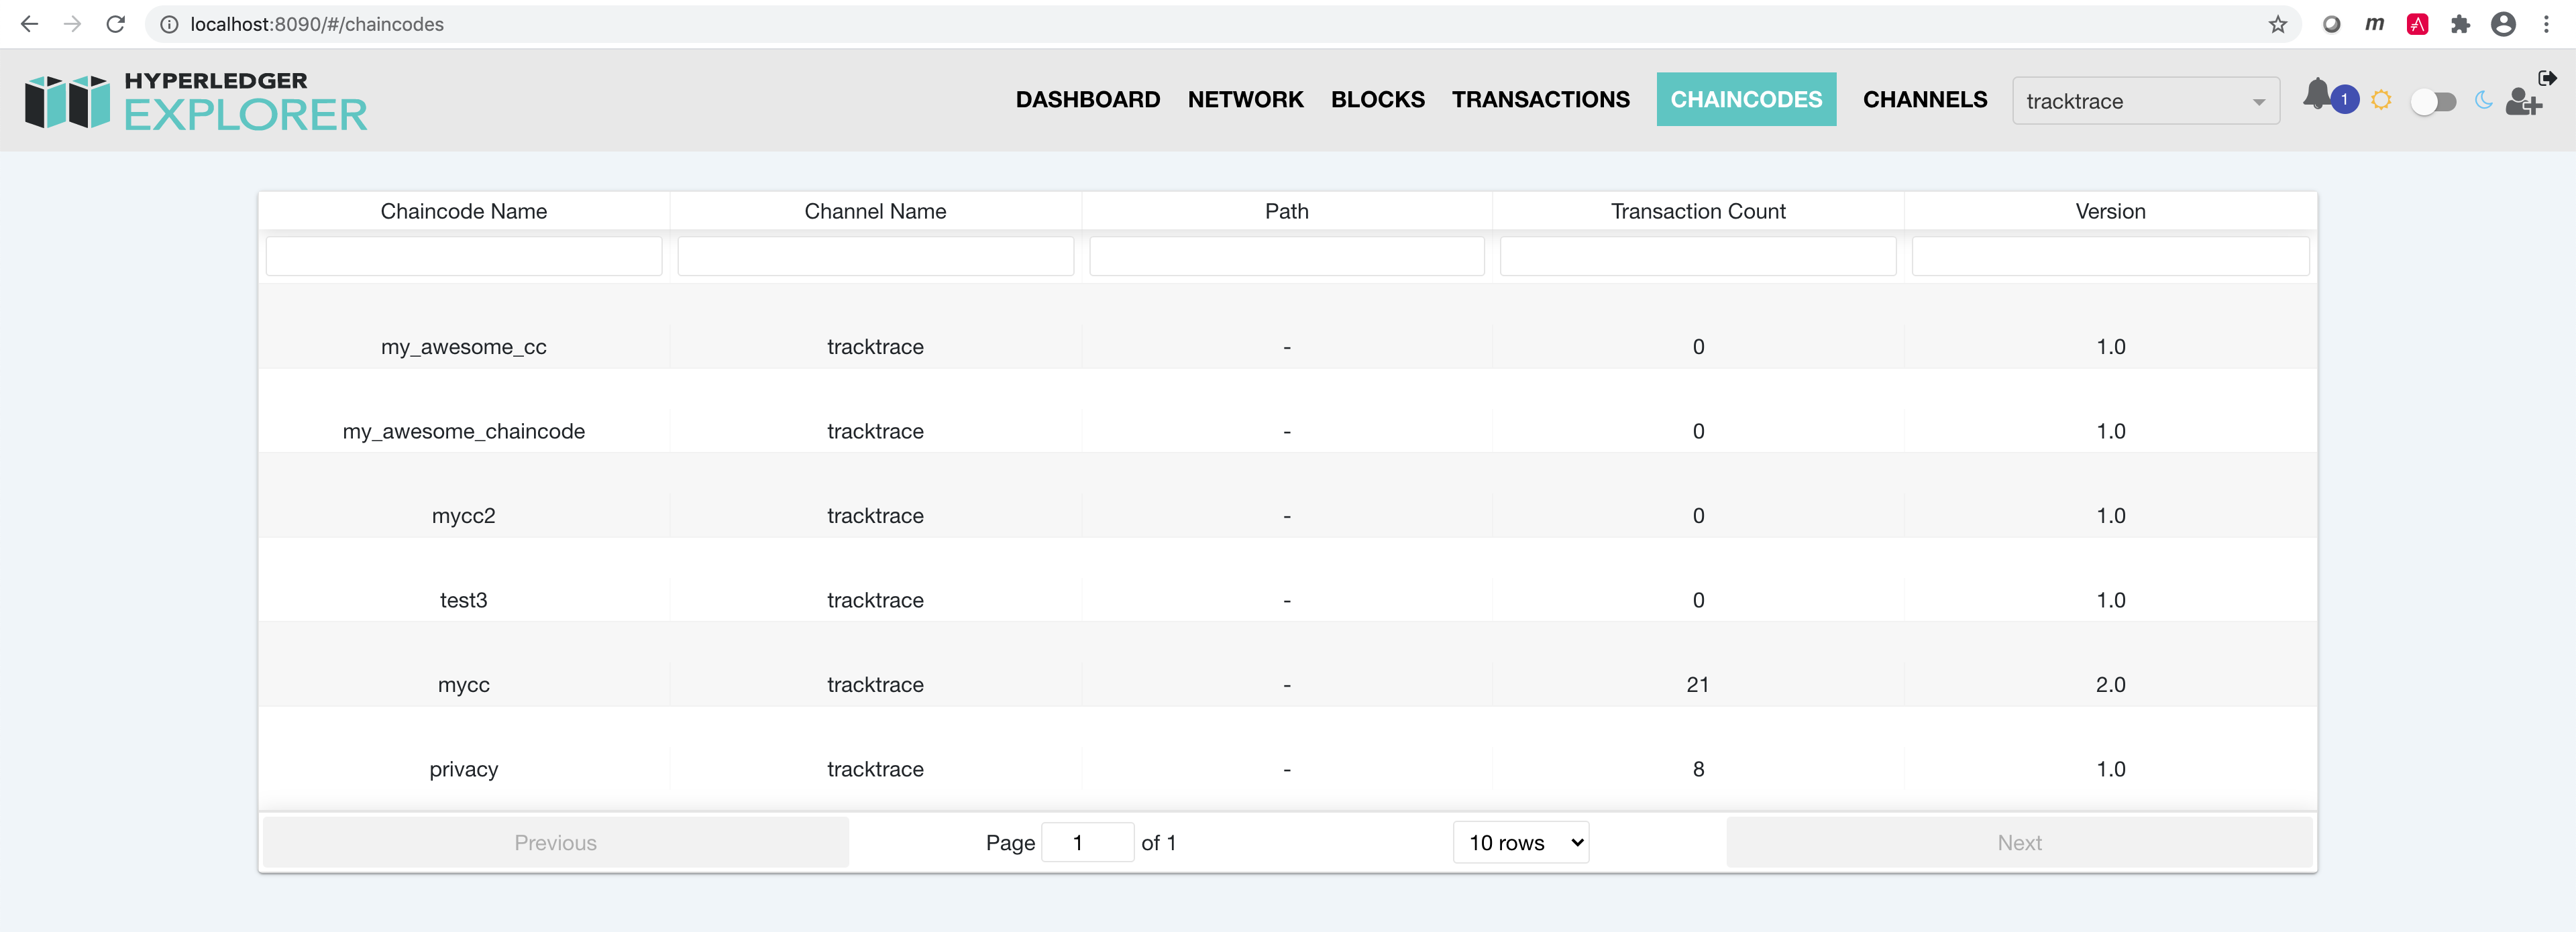 localhost:8090/#/chaincodes
HYPERLEDGER
EXPLORER
DASHBOARD NETWORK BLOCKS TRANSACTIONS CHAINCODES CHANNELS tracktrace 1
Chaincode Name Channel Name Path Transaction Count Version
my_awesome_cc tracktrace - 0 1.0
my_awesome_chaincode tracktrace - 0 1.0
mycc2 tracktrace - 0 1.0
test3 tracktrace - 0 1.0
mycc tracktrace - 21 2.0
privacy tracktrace - 8 1.0
Previous Page 1 of 1 10 rows Next